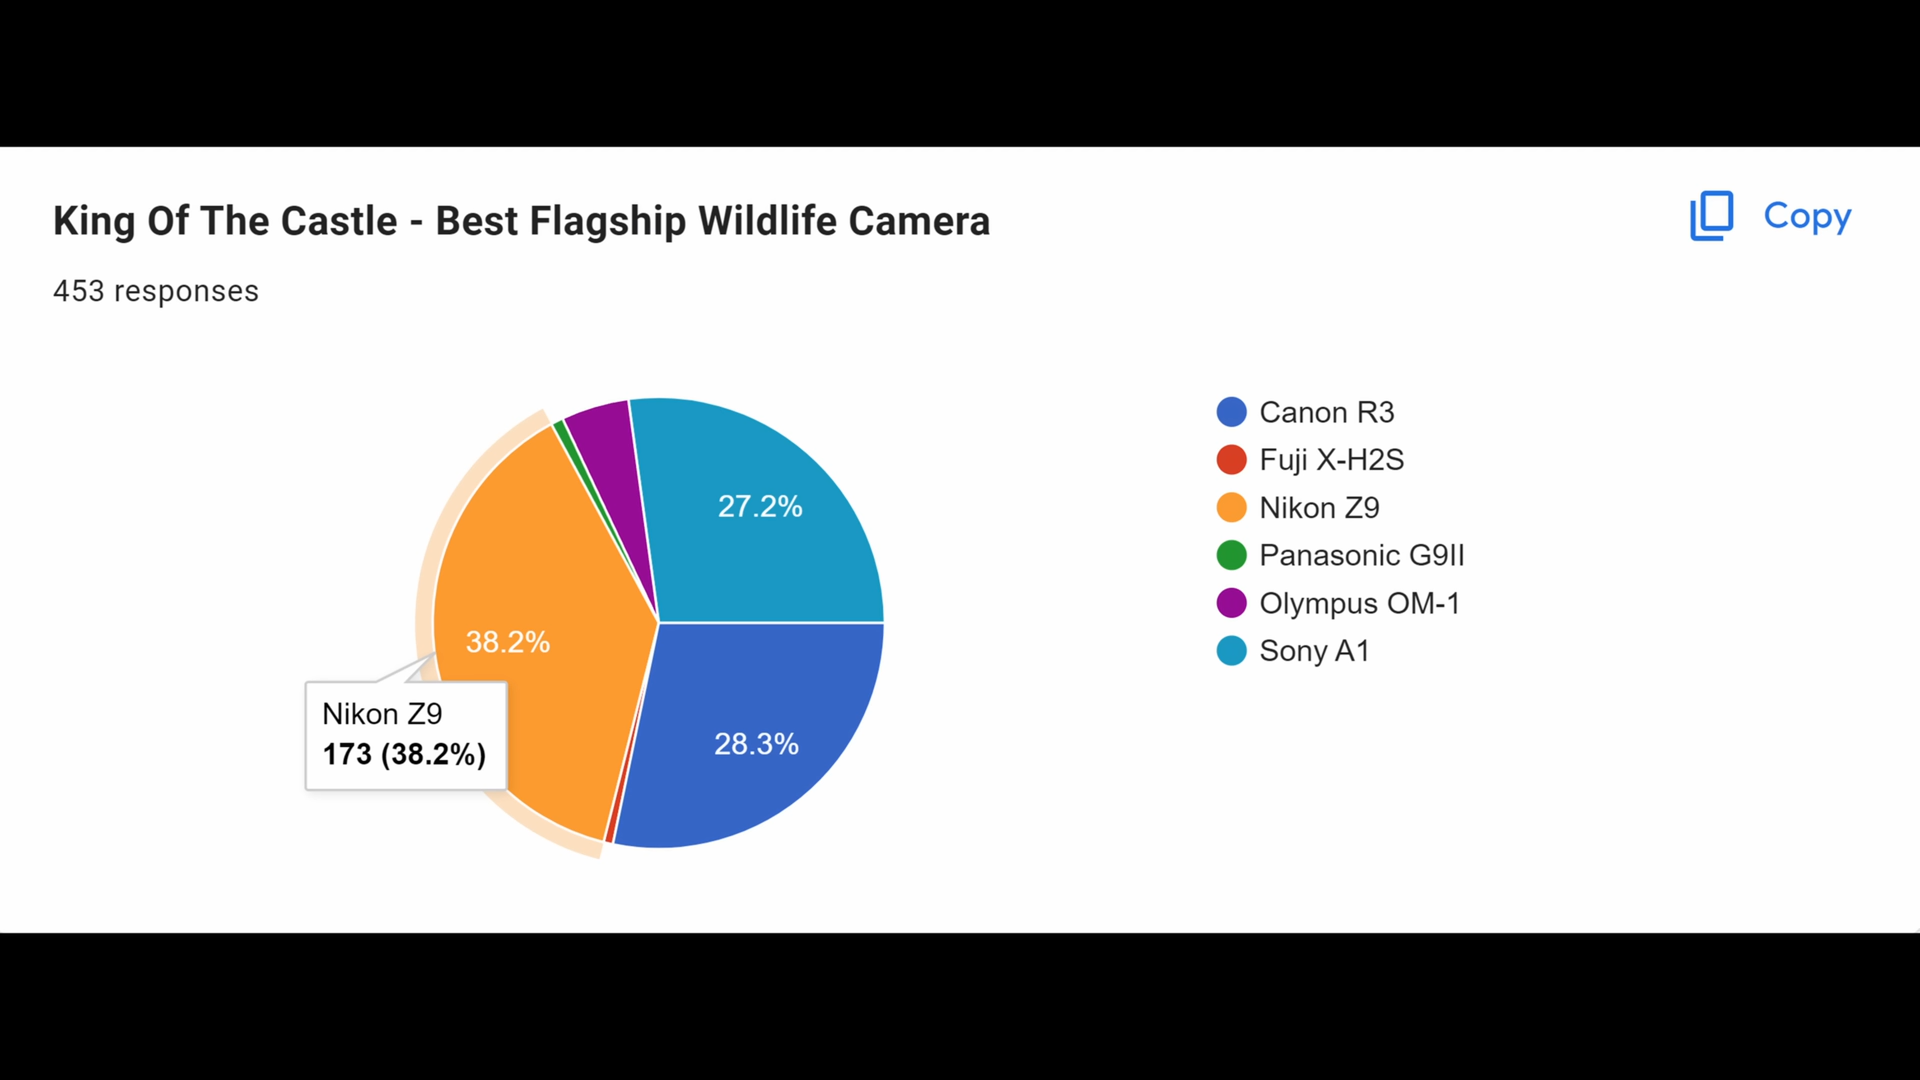 King Of The Castle - Best Flagship Wildlife Camera
Copy
453 responses
27.2%
38.2%
28.3%
Nikon Z9
173 (38.2%)
Canon R3
Fuji X-H2S
Nikon Z9
Panasonic G9II
Olympus OM-1
Sony A1